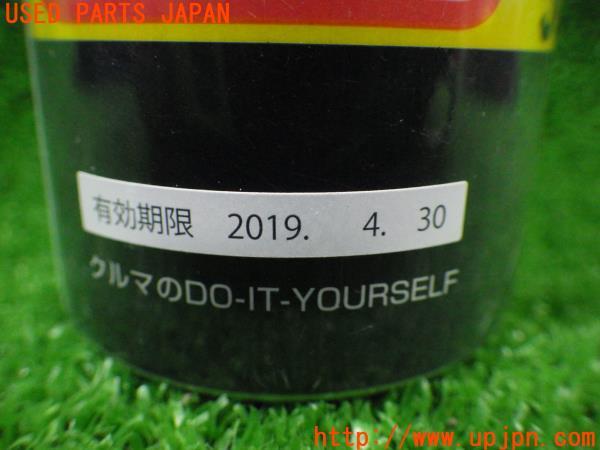 USED PARTS JAPAN
有効期限 2019. 4. 30
クルマのDO-IT-YOURSELF
http://www.upjpn.com